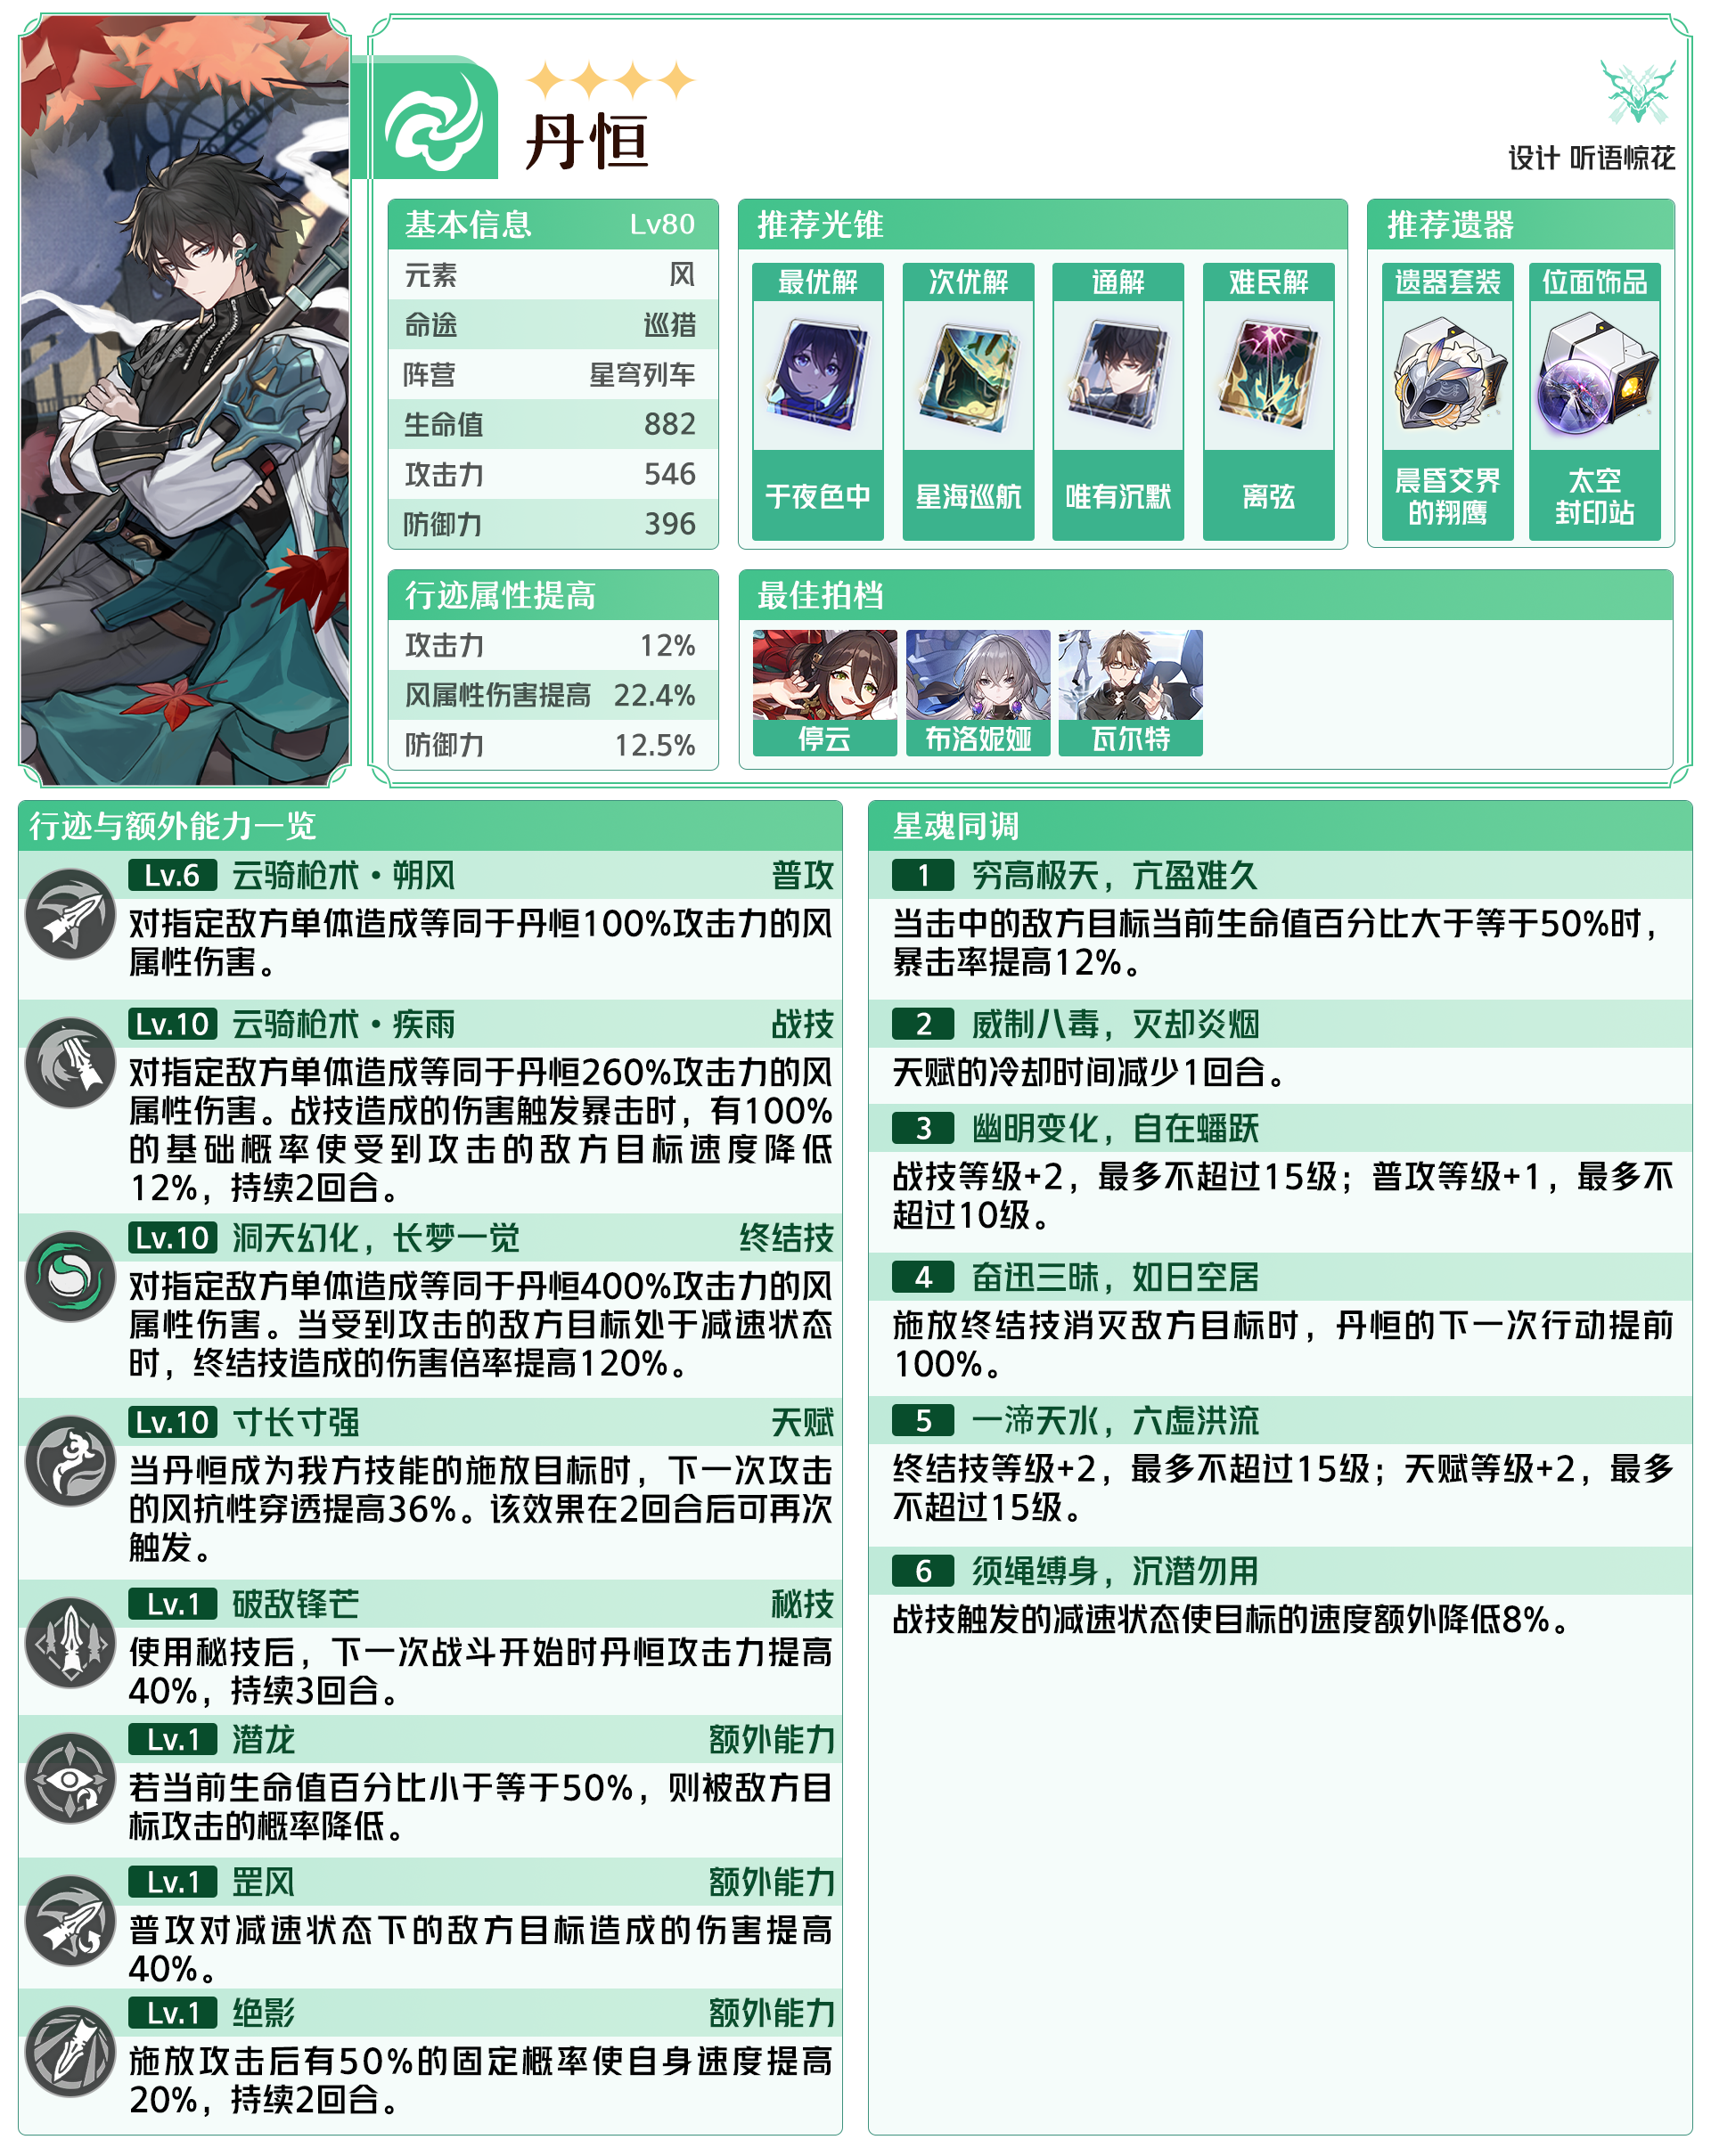 丹恒
设计 听语惊花
基本信息 Lv80
元素 风
命途 巡猎
阵营 星穹列车
生命值 882
攻击力 546
防御力 396
推荐光锥
最优解 次优解 通解 难民解
于夜色中 星海巡航 唯有沉默 离弦
推荐遗器
遗器套装 位面饰品
晨昏交界 太空
的翔鹰 封印站
行迹属性提高
攻击力 12%
风属性伤害提高 22.4%
防御力 12.5%
最佳拍档
停云 布洛妮娅 瓦尔特
行迹与额外能力一览
Lv.6 云骑枪术·朔风 普攻
对指定敌方单体造成等同于丹恒100%攻击力的风
属性伤害。
Lv.10 云骑枪术·疾雨 战技
对指定敌方单体造成等同于丹恒260%攻击力的风
属性伤害。战技造成的伤害触发暴击时，有100%
的基础概率使受到攻击的敌方目标速度降低
12%，持续2回合。
Lv.10 洞天幻化，长梦一觉 终结技
对指定敌方单体造成等同于丹恒400%攻击力的风
属性伤害。当受到攻击的敌方目标处于减速状态
时，终结技造成的伤害倍率提高120%。
Lv.10 寸长寸强 天赋
当丹恒成为我方技能的施放目标时，下一次攻击
的风抗性穿透提高36%。该效果在2回合后可再次
触发。
Lv.1 破敌锋芒 秘技
使用秘技后，下一次战斗开始时丹恒攻击力提高
40%，持续3回合。
Lv.1 潜龙 额外能力
若当前生命值百分比小于等于50%，则被敌方目
标攻击的概率降低。
Lv.1 罡风 额外能力
普攻对减速状态下的敌方目标造成的伤害提高
40%。
Lv.1 绝影 额外能力
施放攻击后有50%的固定概率使自身速度提高
20%，持续2回合。
星魂同调
1 穷高极天，亢盈难久
当击中的敌方目标当前生命值百分比大于等于50%时，
暴击率提高12%。
2 威制八毒，灭却炎烟
天赋的冷却时间减少1回合。
3 幽明变化，自在蟠跃
战技等级+2，最多不超过15级；普攻等级+1，最多不
超过10级。
4 奋迅三昧，如日空居
施放终结技消灭敌方目标时，丹恒的下一次行动提前
100%。
5 一渧天水，六虚洪流
终结技等级+2，最多不超过15级；天赋等级+2，最多
不超过15级。
6 须绳缚身，沉潜勿用
战技触发的减速状态使目标的速度额外降低8%。